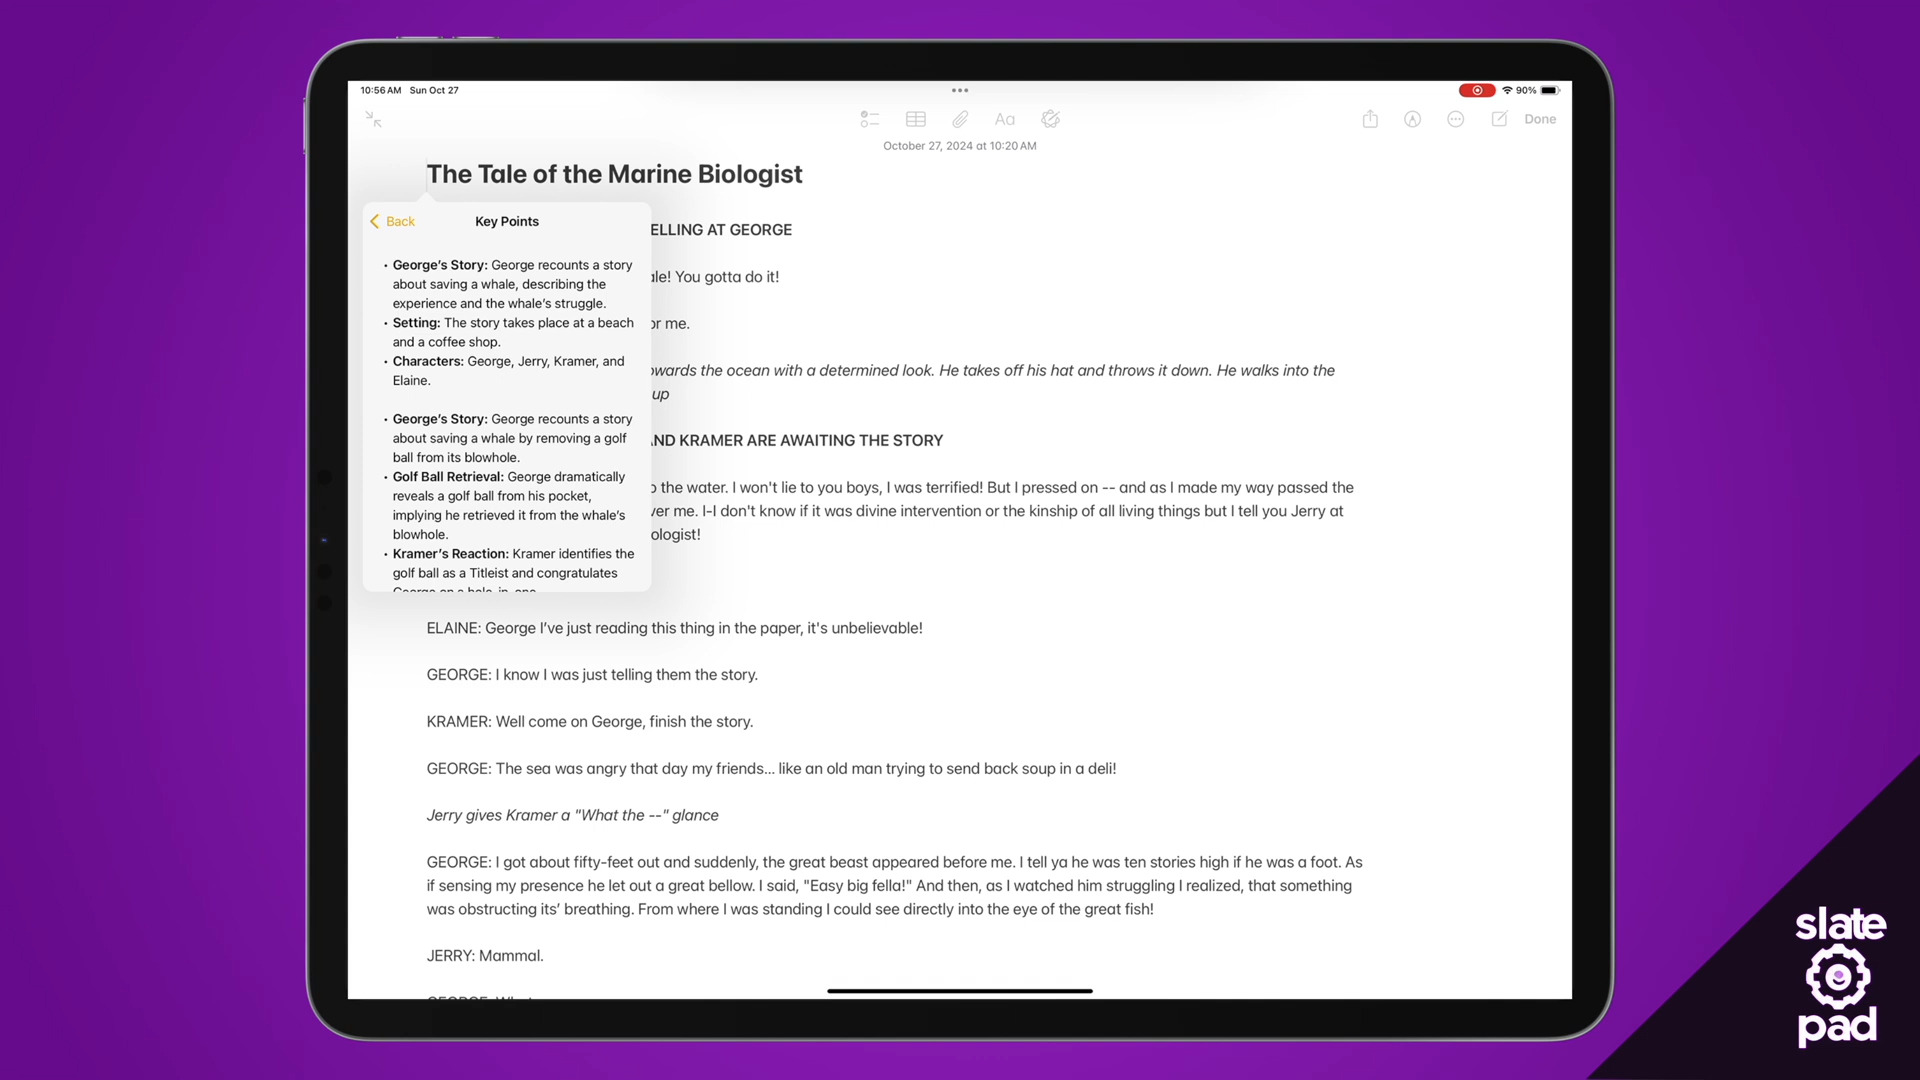 10:56 AM Sun Oct 27
90%
Aa
Done
October 27, 2024 at 10:20 AM
The Tale of the Marine Biologist
Back
Key Points
• George's Story: George recounts a story
about saving a whale, describing the
experience and the whale's struggle.
• Setting: The story takes place at a beach
and a coffee shop.
• Characters: George, Jerry, Kramer, and
Elaine.
• George's Story: George recounts a story
about saving a whale by removing a golf
ball from its blowhole.
• Golf Ball Retrieval: George dramatically
reveals a golf ball from his pocket,
implying he retrieved it from the whale's
blowhole.
• Kramer's Reaction: Kramer identifies the
golf ball as a Titleist and congratulates
George on a hole-in-one.
ELLING AT GEORGE
ale! You gotta do it!
or me.
owards the ocean with a determined look. He takes off his hat and throws it down. He walks into the
up
AND KRAMER ARE AWAITING THE STORY
o the water. I won't lie to you boys, I was terrified! But I pressed on -- and as I made my way passed the
ver me. I-I don't know if it was divine intervention or the kinship of all living things but I tell you Jerry at
ologist!
ELAINE: George I've just reading this thing in the paper, it's unbelievable!
GEORGE: I know I was just telling them the story.
KRAMER: Well come on George, finish the story.
GEORGE: The sea was angry that day my friends... like an old man trying to send back soup in a deli!
Jerry gives Kramer a "What the --" glance
GEORGE: I got about fifty-feet out and suddenly, the great beast appeared before me. I tell ya he was ten stories high if he was a foot. As
if sensing my presence he let out a great bellow. I said, "Easy big fella!" And then, as I watched him struggling I realized, that something
was obstructing its' breathing. From where I was standing I could see directly into the eye of the great fish!
JERRY: Mammal.
GEORGE: What
slate
pad